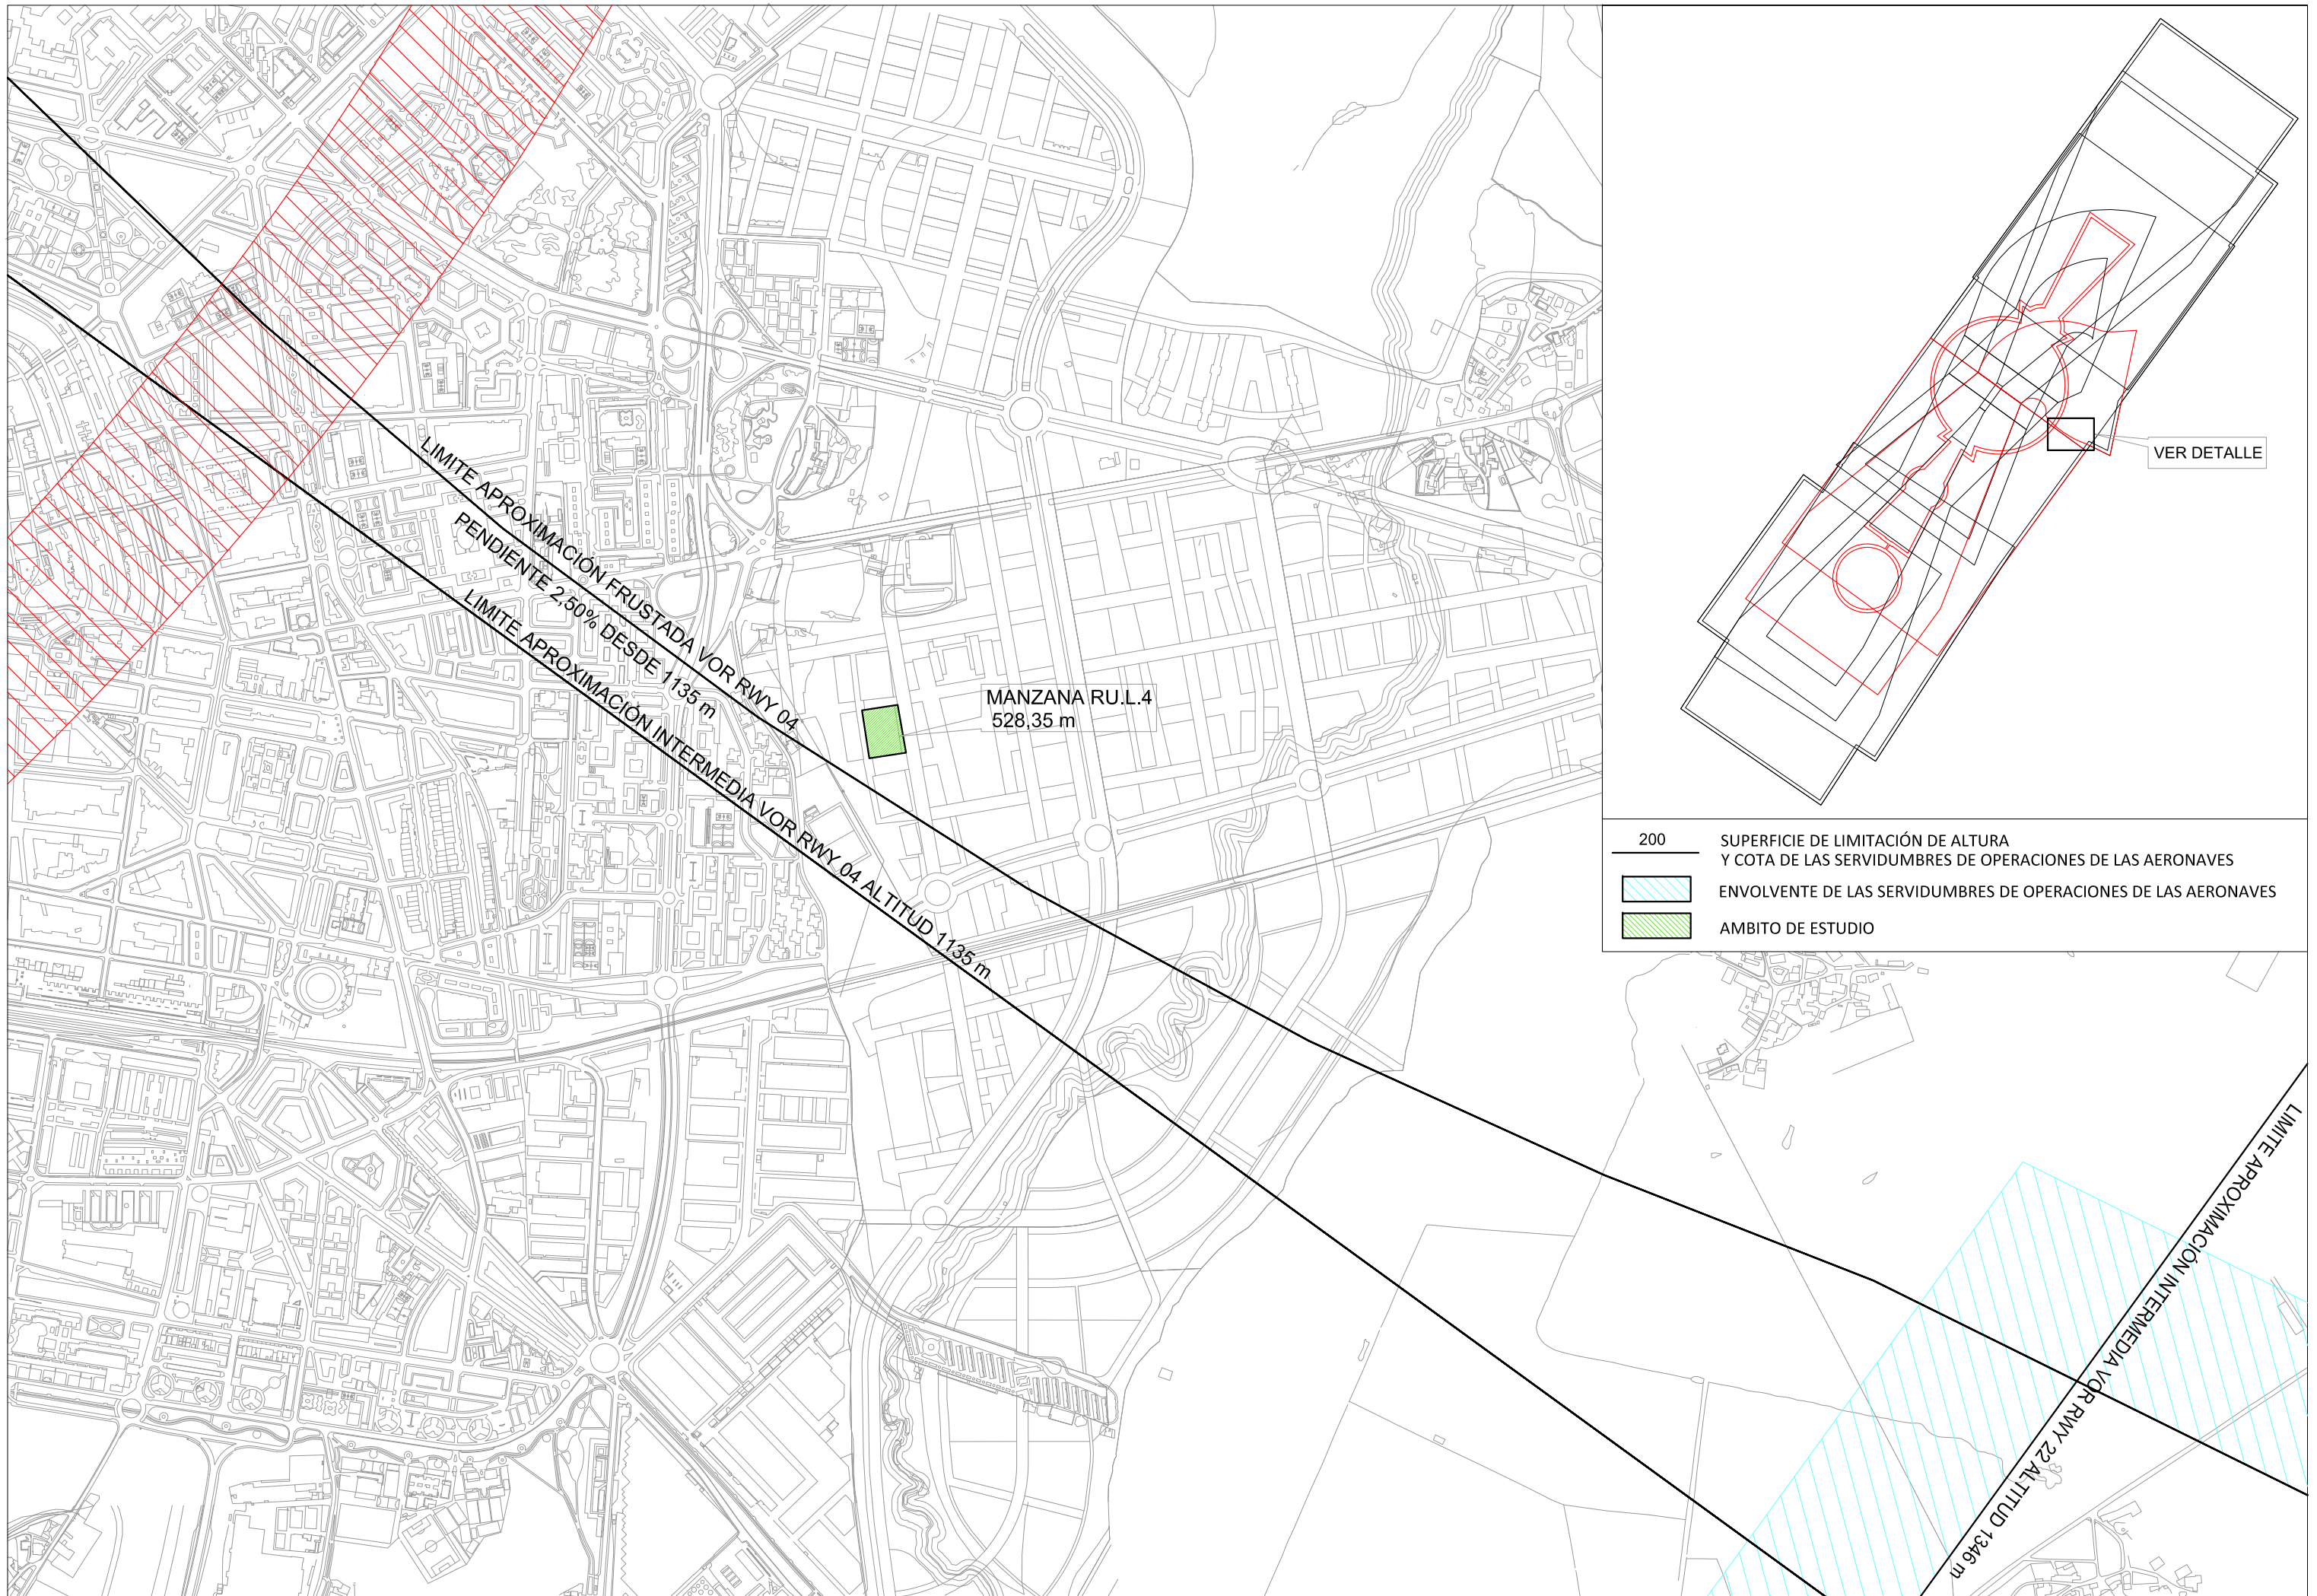 LIMITE APROXIMACIÓN FRUSTADA VOR RWY 04
PENDIENTE 2,50% DESDE 1135 m
LIMITE APROXIMACIÓN INTERMEDIA VOR RWY 04 ALTITUD 1135 m
MANZANA RU.L.4
528,35 m
LIMITE APROXIMACIÓN INTERMEDIA VOR RWY 22 ALTITUD 1346 m
VER DETALLE
200
SUPERFICIE DE LIMITACIÓN DE ALTURA
Y COTA DE LAS SERVIDUMBRES DE OPERACIONES DE LAS AERONAVES
ENVOLVENTE DE LAS SERVIDUMBRES DE OPERACIONES DE LAS AERONAVES
AMBITO DE ESTUDIO